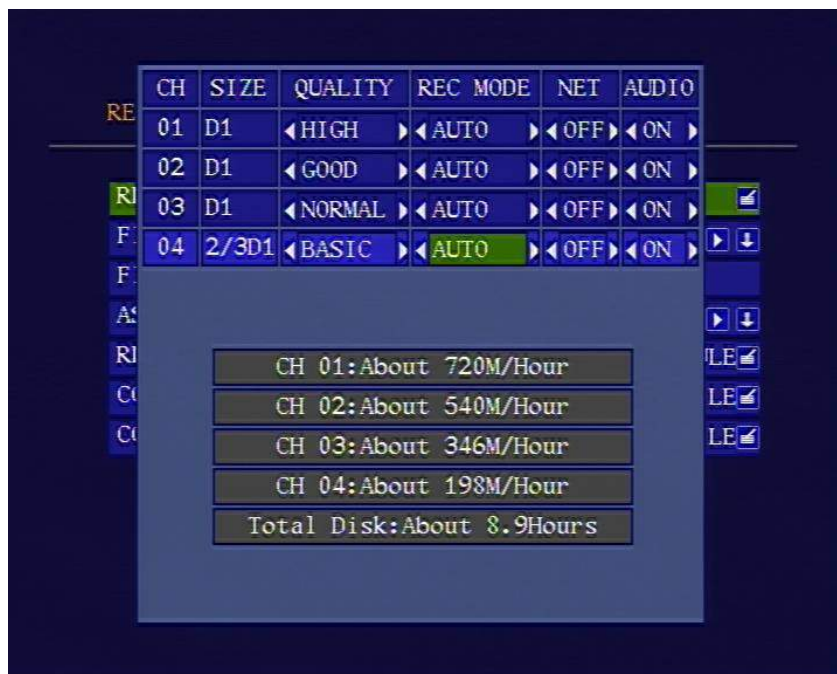 CH SIZE QUALITY REC MODE NET AUDIO
RE
01 D1 HIGH AUTO OFF ON
02 D1 GOOD AUTO OFF ON
03 D1 NORMAL AUTO OFF ON
04 2/3D1 BASIC AUTO OFF ON
CH 01:About 720M/Hour
CH 02:About 540M/Hour
CH 03:About 346M/Hour
CH 04:About 198M/Hour
Total Disk:About 8.9Hours